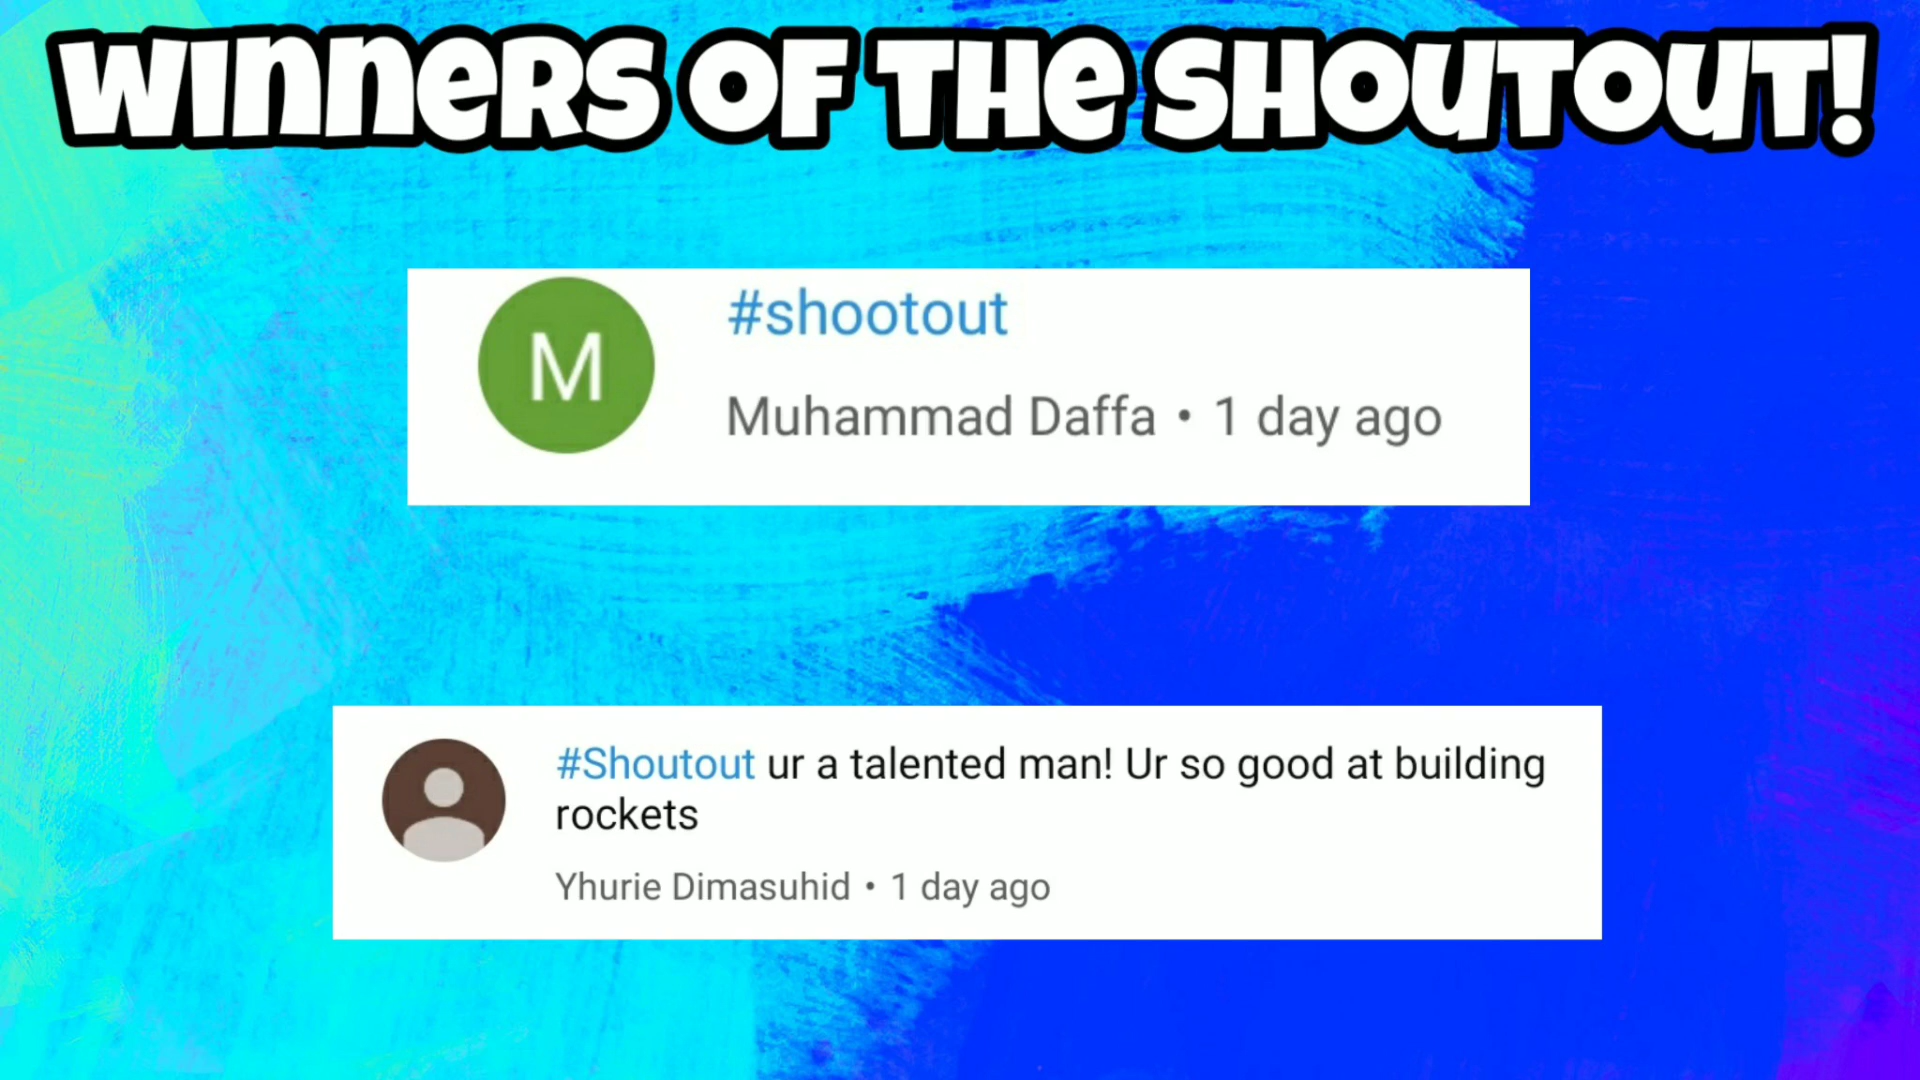 WINNERS OF THE SHOUTOUT!
M
#shootout
Muhammad Daffa • 1 day ago
#Shoutout ur a talented man! Ur so good at building
rockets
Yhurie Dimasuhid • 1 day ago